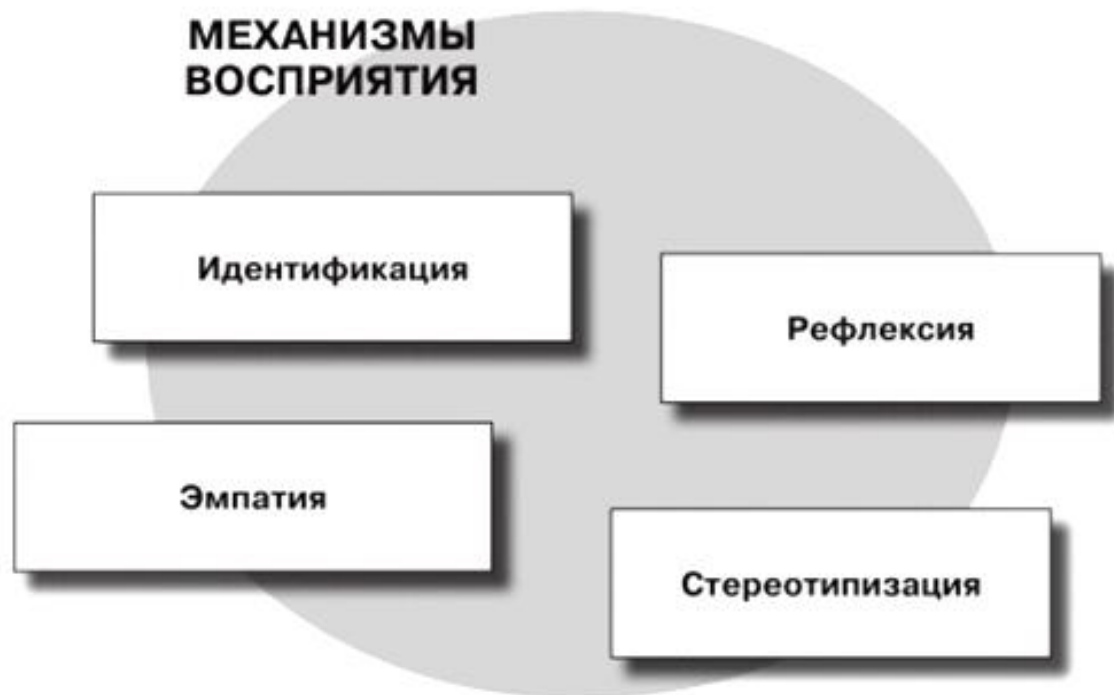 МЕХАНИЗМЫ
ВОСПРИЯТИЯ
Идентификация
Рефлексия
Эмпатия
Стереотипизация